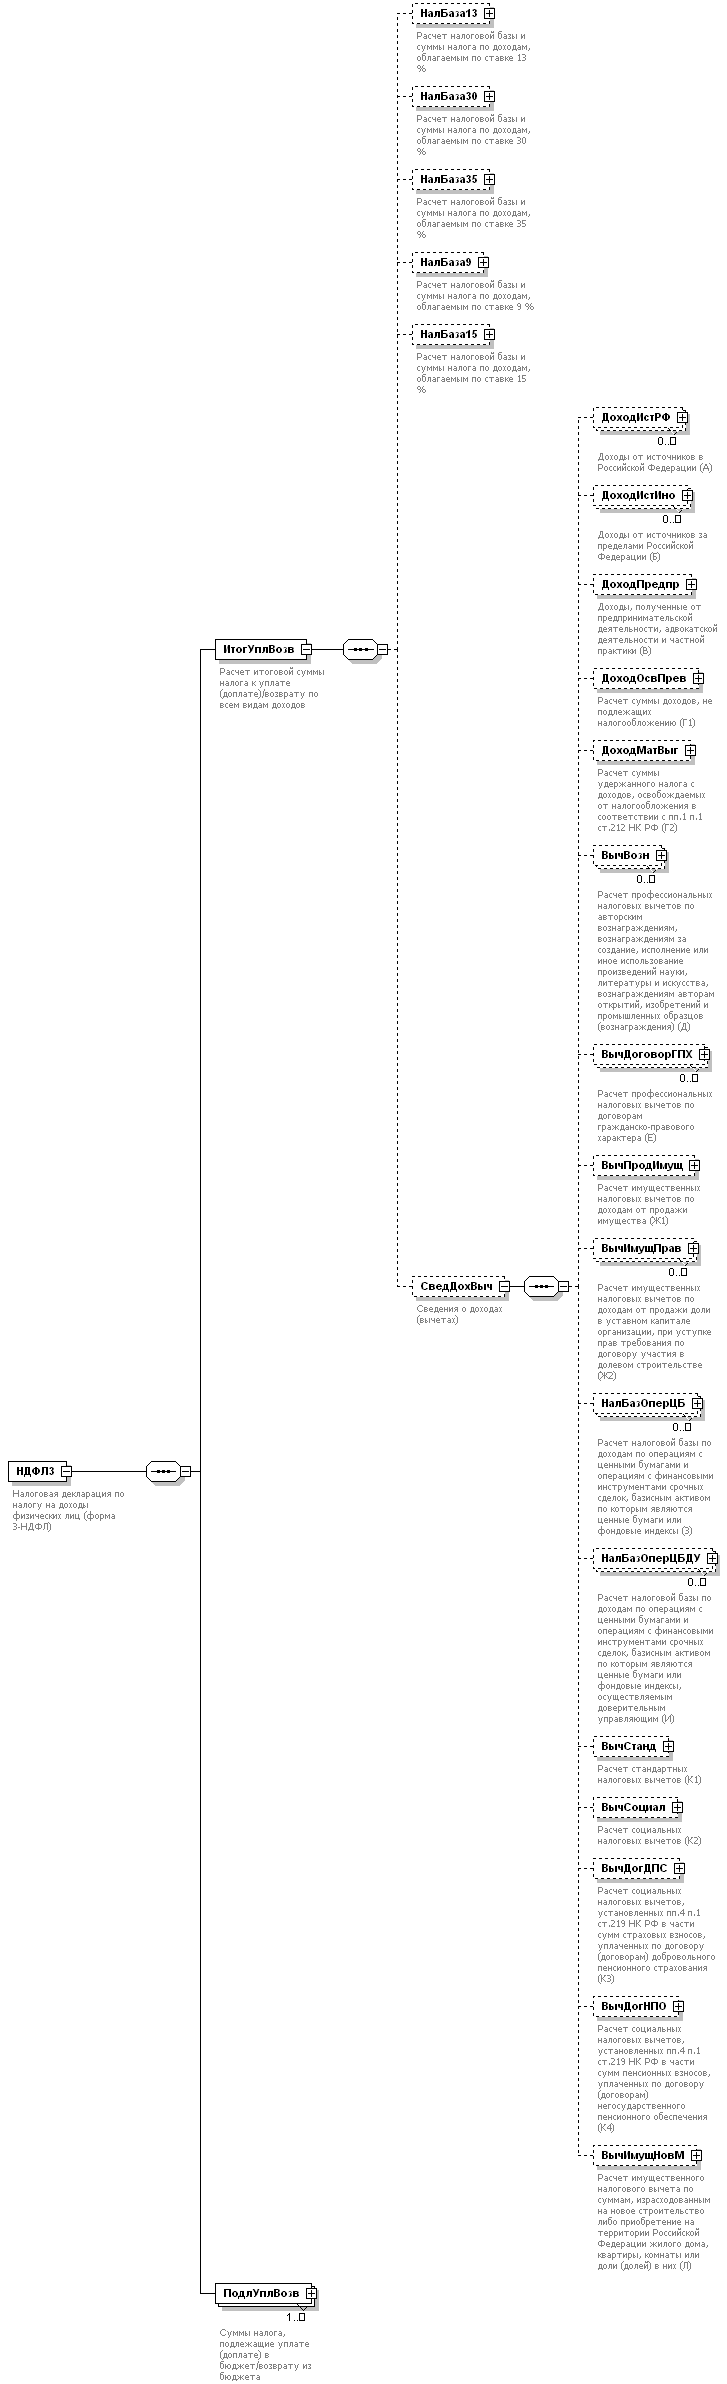 НалБаза13
Расчет налоговой базы и
суммы налога по доходам,
облагаемым по ставке 13
%
НалБаза30
Расчет налоговой базы и
суммы налога по доходам,
облагаемым по ставке 30
%
НалБаза35
Расчет налоговой базы и
суммы налога по доходам,
облагаемым по ставке 35
%
НалБаза9
Расчет налоговой базы и
суммы налога по доходам,
облагаемым по ставке 9 %
НалБаза15
Расчет налоговой базы и
суммы налога по доходам,
облагаемым по ставке 15
%
ДоходИстРФ
0..
Доходы от источников в
Российской Федерации (А)
ДоходИстИно
0..
Доходы от источников за
пределами Российской
Федерации (Б)
ДоходПредпр
Доходы, полученные от
предпринимательской
деятельности, адвокатской
деятельности и частной
практики (В)
ИтогУплВозв
Расчет итоговой суммы
налога к уплате
(доплате)/возврату по
всем видам доходов
ДоходОсвПрев
Расчет суммы доходов, не
подлежащих
налогообложению (Г1)
ДоходМатВыг
Расчет суммы
удержанного налога с
доходов, освобождаемых
от налогообложения в
соответствии с пп.1 п.1
ст.212 НК РФ (Г2)
ВычВозн
0..
Расчет профессиональных
налоговых вычетов по
авторским
вознаграждениям,
вознаграждениям за
создание, исполнение или
иное использование
произведений науки,
литературы и искусства,
вознаграждениям авторам
открытий, изобретений и
промышленных образцов
(вознаграждения) (Д)
ВычДоговорГПХ
0..
Расчет профессиональных
налоговых вычетов по
договорам
гражданско-правового
характера (Е)
ВычПродИмущ
Расчет имущественных
налоговых вычетов по
доходам от продажи
имущества (Ж1)
ВычИмущПрав
0..
Расчет имущественных
налоговых вычетов по
доходам от продажи доли
в уставном капитале
организации, при уступке
прав требования по
договору участия в
долевом строительстве
(Ж2)
СведДохВыч
Сведения о доходах
(вычетах)
НалБазОперЦБ
0..
Расчет налоговой базы по
доходам по операциям с
ценными бумагами и
операциям с финансовыми
инструментами срочных
сделок, базисным активом
по которым являются
ценные бумаги или
фондовые индексы (З)
НДФЛ3
Налоговая декларация по
налогу на доходы
физических лиц (форма
3-НДФЛ)
НалБазОперЦБДУ
0..
Расчет налоговой базы по
доходам по операциям с
ценными бумагами и
операциям с финансовыми
инструментами срочных
сделок, базисным активом
по которым являются
ценные бумаги или
фондовые индексы,
осуществляемым
доверительным
управляющим (И)
ВычСтанд
Расчет стандартных
налоговых вычетов (К1)
ВычСоциал
Расчет социальных
налоговых вычетов (К2)
ВычДогДПС
Расчет социальных
налоговых вычетов,
установленных пп.4 п.1
ст.219 НК РФ в части
сумм страховых взносов,
уплаченных по договору
(договорам) добровольного
пенсионного страхования
(К3)
ВычДогНПО
Расчет социальных
налоговых вычетов,
установленных пп.4 п.1
ст.219 НК РФ в части
сумм пенсионных взносов,
уплаченных по договору
(договорам)
негосударственного
пенсионного обеспечения
(К4)
ВычИмущНовМ
Расчет имущественного
налогового вычета по
суммам, израсходованным
на новое строительство
либо приобретение на
территории Российской
Федерации жилого дома,
квартиры, комнаты или
доли (долей) в них (Л)
ПодлУплВозв
1..
Суммы налога,
подлежащие уплате
(доплате) в
бюджет/возврату из
бюджета